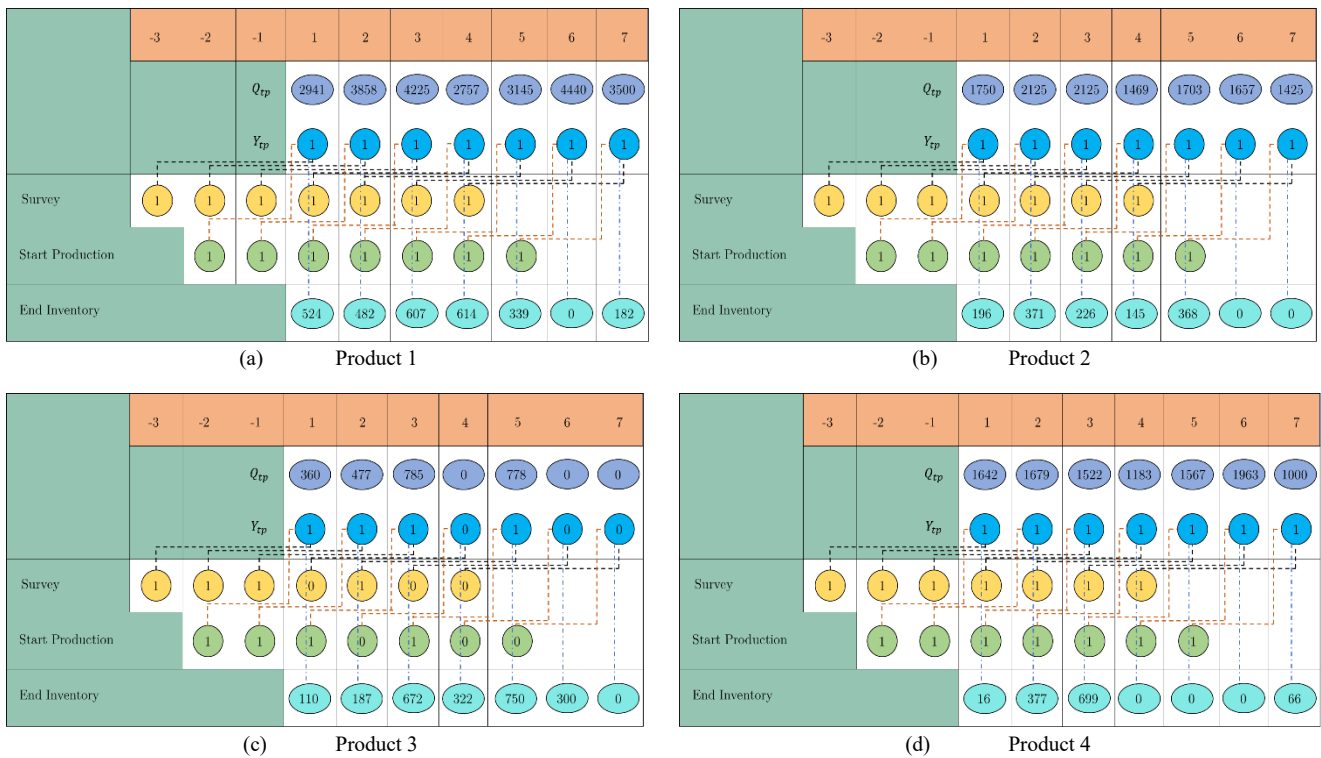 -3 -2 -1 1 2 3 4 5 6 7
Q_tp 2941 3858 4225 2757 3145 4440 3500
Y_tp 1 1 1 1 1 1 1
Survey 1 1 1 1 1 1 1
Start Production 1 1 1 1 1 1 1
End Inventory 524 482 607 614 339 0 182
(a) Product 1
-3 -2 -1 1 2 3 4 5 6 7
Q_tp 1750 2125 2125 1469 1703 1657 1425
Y_tp 1 1 1 1 1 1 1
Survey 1 1 1 1 1 1 1
Start Production 1 1 1 1 1 1 1
End Inventory 196 371 226 145 368 0 0
(b) Product 2
-3 -2 -1 1 2 3 4 5 6 7
Q_tp 360 477 785 0 778 0 0
Y_tp 1 1 1 0 1 0 0
Survey 1 1 1 0 1 0 0
Start Production 1 1 1 0 1 0 0
End Inventory 110 187 672 322 750 300 0
(c) Product 3
-3 -2 -1 1 2 3 4 5 6 7
Q_tp 1642 1679 1522 1183 1567 1963 1000
Y_tp 1 1 1 1 1 1 1
Survey 1 1 1 1 1 1 1
Start Production 1 1 1 1 1 1 1
End Inventory 16 377 699 0 0 0 66
(d) Product 4